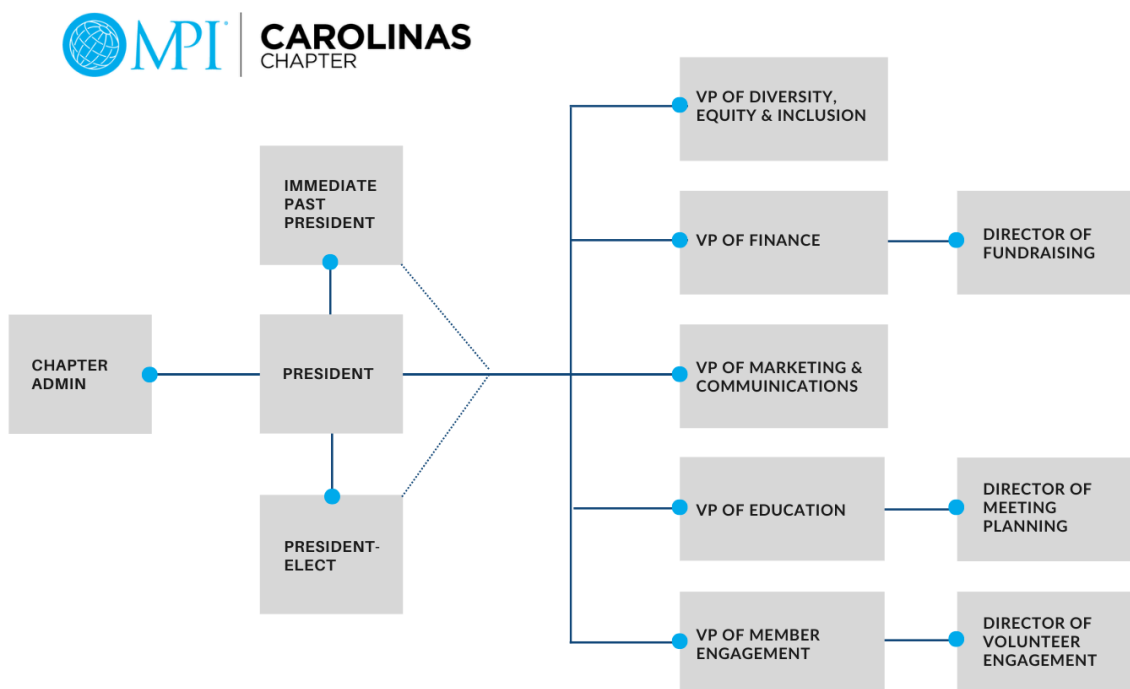 MPI
CAROLINAS
CHAPTER
VP OF DIVERSITY,
EQUITY & INCLUSION
IMMEDIATE
PAST
PRESIDENT
VP OF FINANCE
DIRECTOR OF
FUNDRAISING
CHAPTER
ADMIN
PRESIDENT
VP OF MARKETING &
COMMUINICATIONS
PRESIDENT-
ELECT
VP OF EDUCATION
DIRECTOR OF
MEETING
PLANNING
VP OF MEMBER
ENGAGEMENT
DIRECTOR OF
VOLUNTEER
ENGAGEMENT